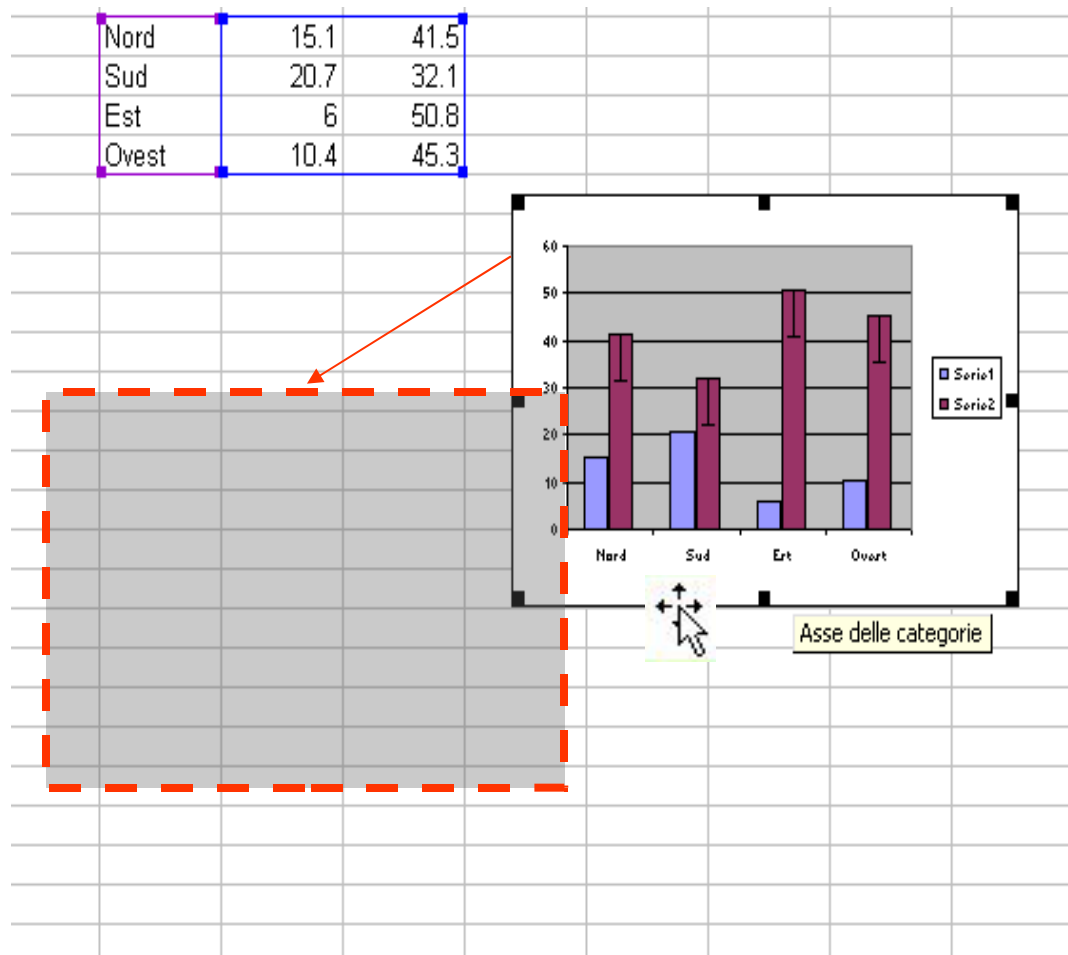 Nord 15.1 41.5
Sud 20.7 32.1
Est 6 50.8
Ovest 10.4 45.3
60
50
40
30
20
10
0
Nord Sud Est Ovest
Serie1
Serie2
Asse delle categorie